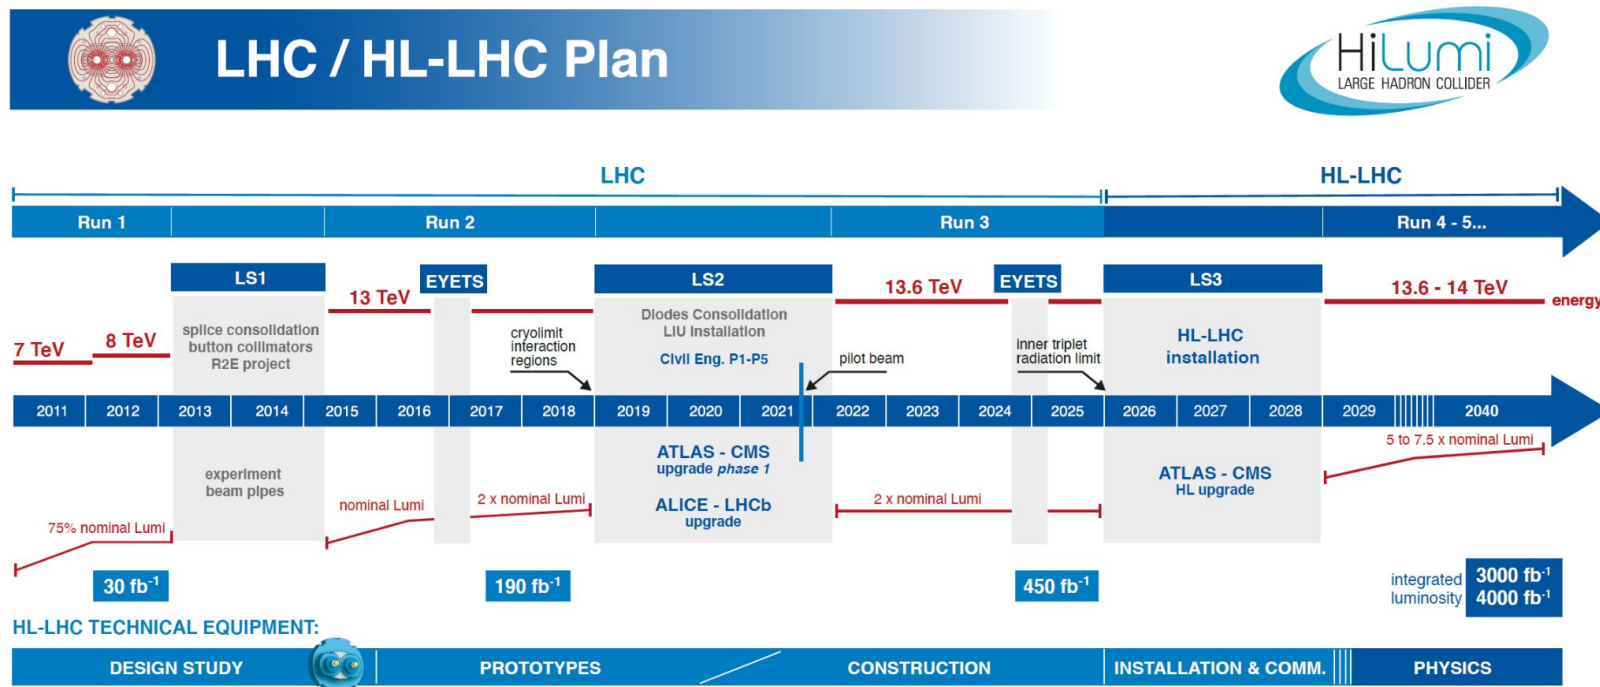 LHC / HL-LHC Plan
HiLumi
LARGE HADRON COLLIDER
LHC
HL-LHC
Run 1
Run 2
Run 3
Run 4 - 5...
LS1
EYETS
LS2
EYETS
LS3
7 TeV
8 TeV
13 TeV
13.6 TeV
13.6 - 14 TeV
energy
splice consolidation
button collimators
R2E project
cryolimit
interaction
regions
Diodes Consolidation
LIU Installation
Civil Eng. P1-P5
pilot beam
inner triplet
radiation limit
HL-LHC
installation
2011 2012 2013 2014 2015 2016 2017 2018 2019 2020 2021 2022 2023 2024 2025 2026 2027 2028 2029 2040
experiment
beam pipes
ATLAS - CMS
upgrade phase 1
ALICE - LHCb
upgrade
ATLAS - CMS
HL upgrade
75% nominal Lumi
nominal Lumi
2 x nominal Lumi
2 x nominal Lumi
5 to 7.5 x nominal Lumi
30 fb⁻¹
190 fb⁻¹
450 fb⁻¹
integrated
luminosity
3000 fb⁻¹
4000 fb⁻¹
HL-LHC TECHNICAL EQUIPMENT:
DESIGN STUDY
PROTOTYPES
CONSTRUCTION
INSTALLATION & COMM.
PHYSICS